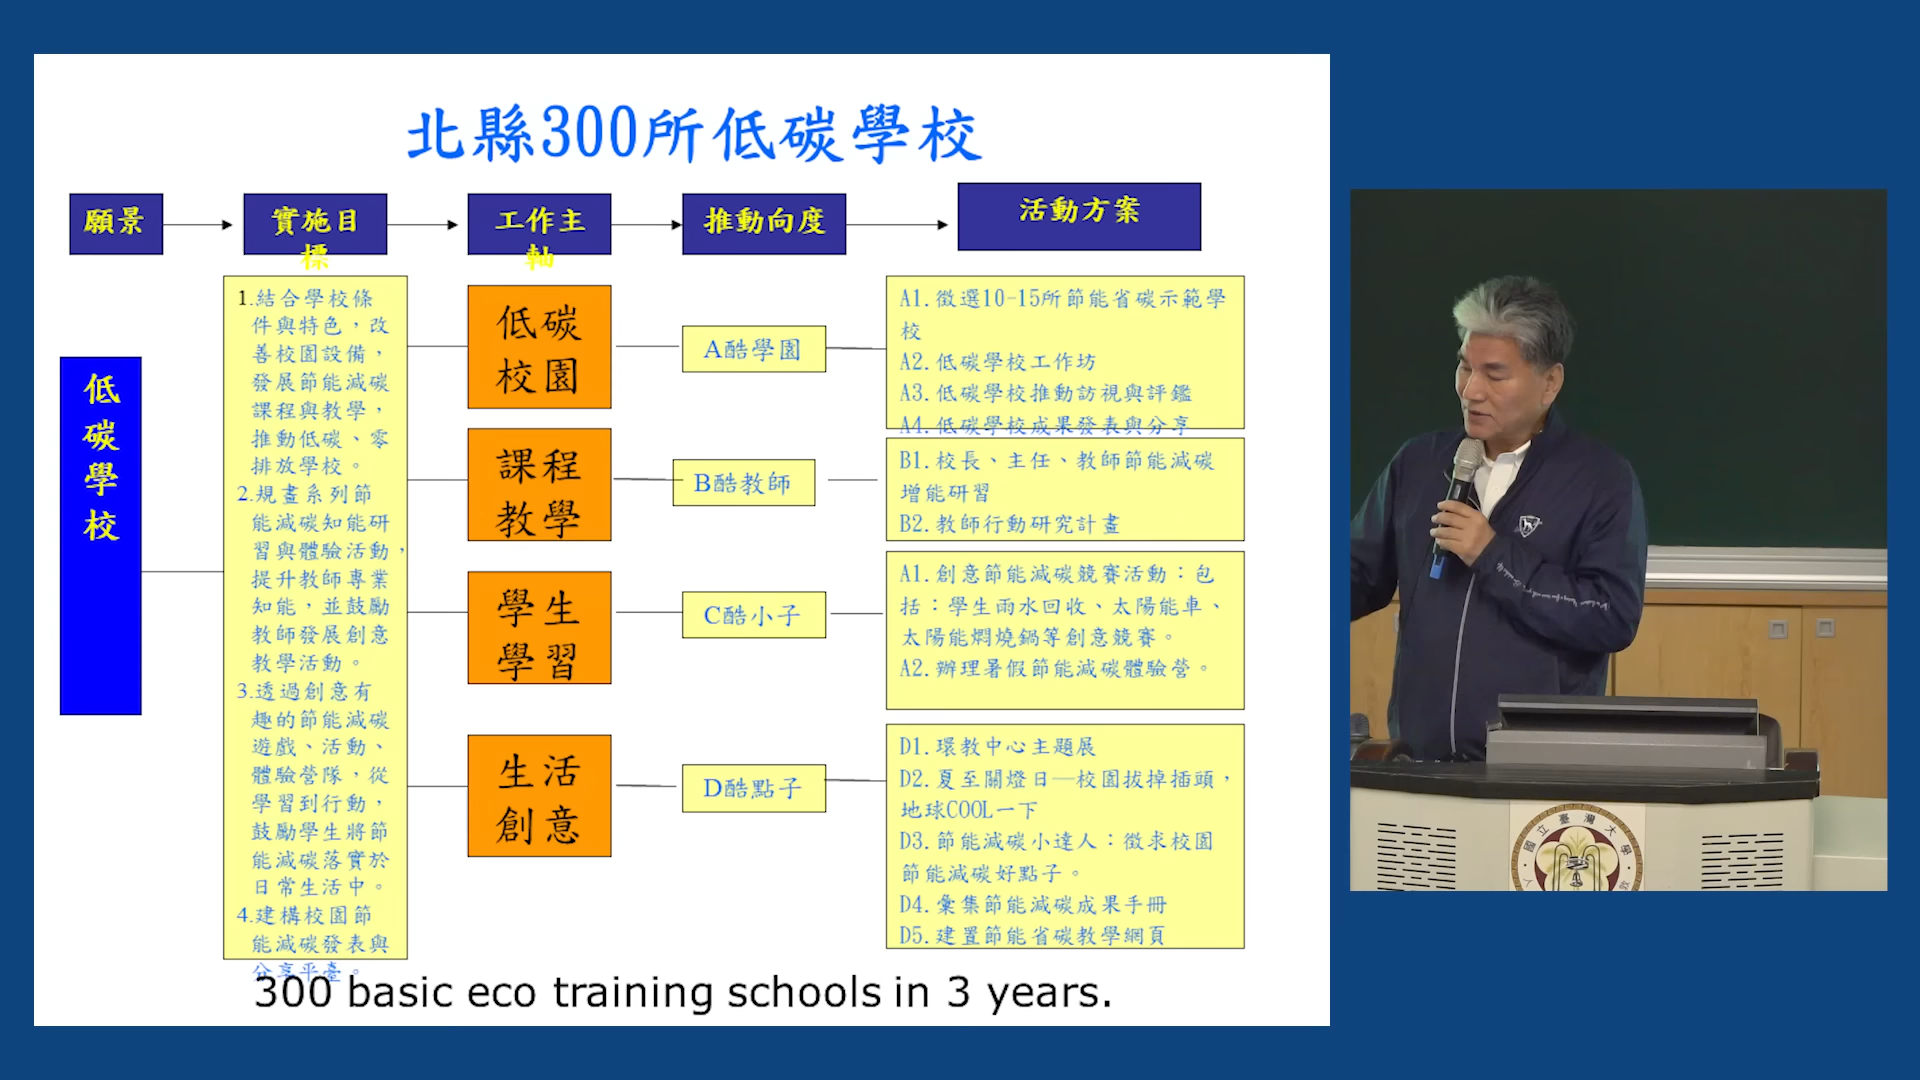 北縣300所低碳學校
願景
實施目
標
工作主
軸
推動向度
活動方案
低
碳
學
校
1.結合學校條
件與特色，改
善校園設備，
發展節能減碳
課程與教學，
推動低碳、零
排放學校。
2.規畫系列節
能減碳知能研
習與體驗活動，
提升教師專業
知能，並鼓勵
教師發展創意
教學活動。
3.透過創意有
趣的節能減碳
遊戲、活動、
體驗營隊，從
學習到行動，
鼓勵學生將節
能減碳落實於
日常生活中。
4.建構校園節
能減碳發表與
分享平臺。
低碳
校園
課程
教學
學生
學習
生活
創意
A酷學園
B酷教師
C酷小子
D酷點子
A1.徵選10-15所節能省碳示範學
校
A2.低碳學校工作坊
A3.低碳學校推動訪視與評鑑
A4.低碳學校成果發表與分享
B1.校長、主任、教師節能減碳
增能研習
B2.教師行動研究計畫
A1.創意節能減碳競賽活動：包
括：學生雨水回收、太陽能車、
太陽能燜燒鍋等創意競賽。
A2.辦理暑假節能減碳體驗營。
D1.環教中心主題展
D2.夏至關燈日—校園拔掉插頭，
地球COOL一下
D3.節能減碳小達人：徵求校園
節能減碳好點子。
D4.彙集節能減碳成果手冊
D5.建置節能省碳教學網頁
300 basic eco training schools in 3 years.
國立臺灣大學